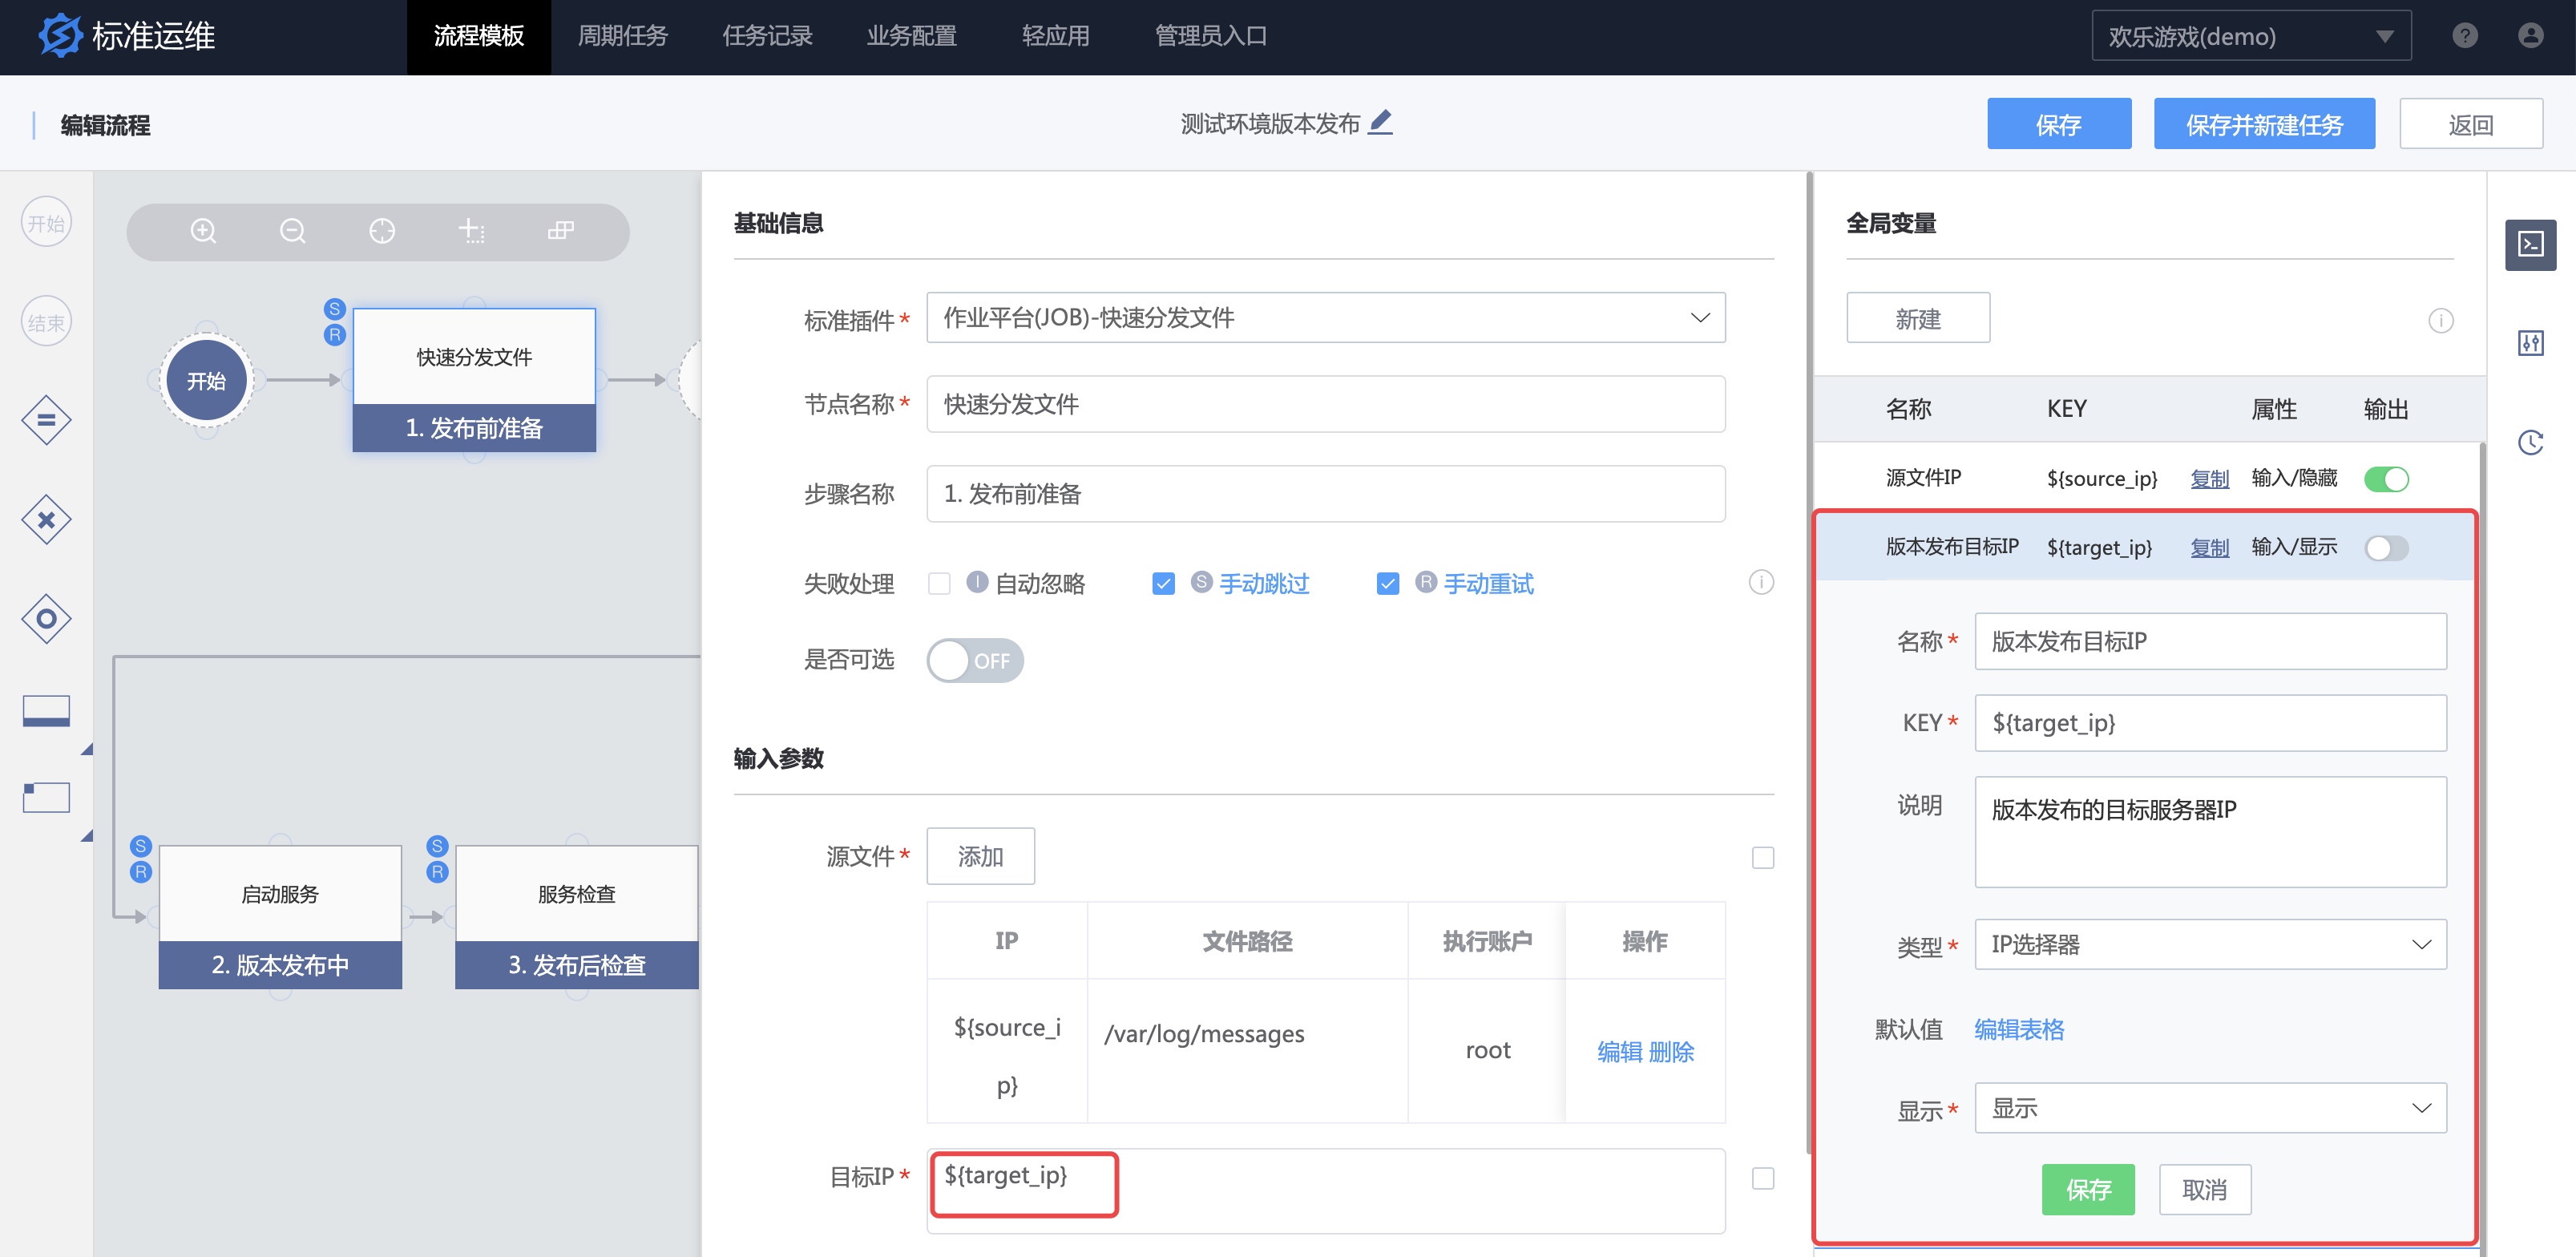 标准运维
流程模板
周期任务
任务记录
业务配置
轻应用
管理员入口
欢乐游戏(demo)
?
编辑流程
测试环境版本发布
保存
保存并新建任务
返回
开始
结束
S
R
开始
快速分发文件
1. 发布前准备
S
R
启动服务
2. 版本发布中
S
R
服务检查
3. 发布后检查
基础信息
标准插件*
作业平台(JOB)-快速分发文件
节点名称*
快速分发文件
步骤名称
1. 发布前准备
失败处理
I 自动忽略
S 手动跳过
R 手动重试
是否可选
OFF
输入参数
源文件*
添加
IP 文件路径 执行账户 操作
${source_i
p}
/var/log/messages
root
编辑 删除
目标IP*
${target_ip}
全局变量
新建
名称 KEY 属性 输出
源文件IP ${source_ip} 复制 输入/隐藏
版本发布目标IP ${target_ip} 复制 输入/显示
名称*
版本发布目标IP
KEY*
${target_ip}
说明
版本发布的目标服务器IP
类型*
IP选择器
默认值
编辑表格
显示*
显示
保存
取消